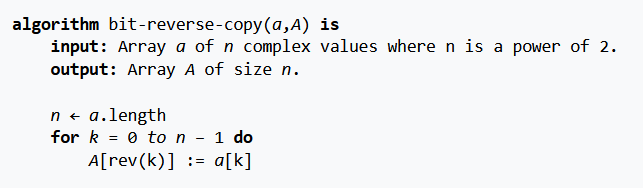 algorithm bit-reverse-copy(a,A) is
input: Array a of n complex values where n is a power of 2.
output: Array A of size n.
n ← a.length
for k = 0 to n − 1 do
A[rev(k)] := a[k]